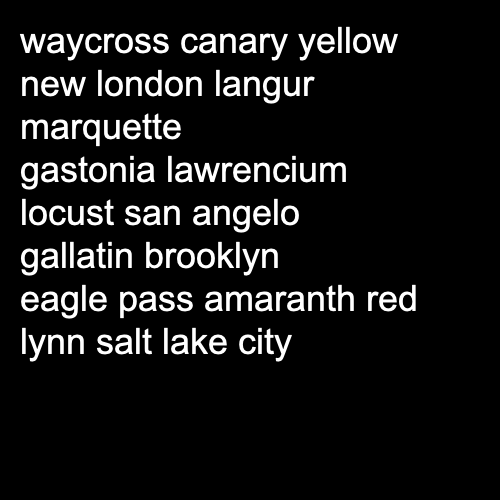 waycross canary yellow
new london langur
marquette
gastonia lawrencium
locust san angelo
gallatin brooklyn
eagle pass amaranth red
lynn salt lake city